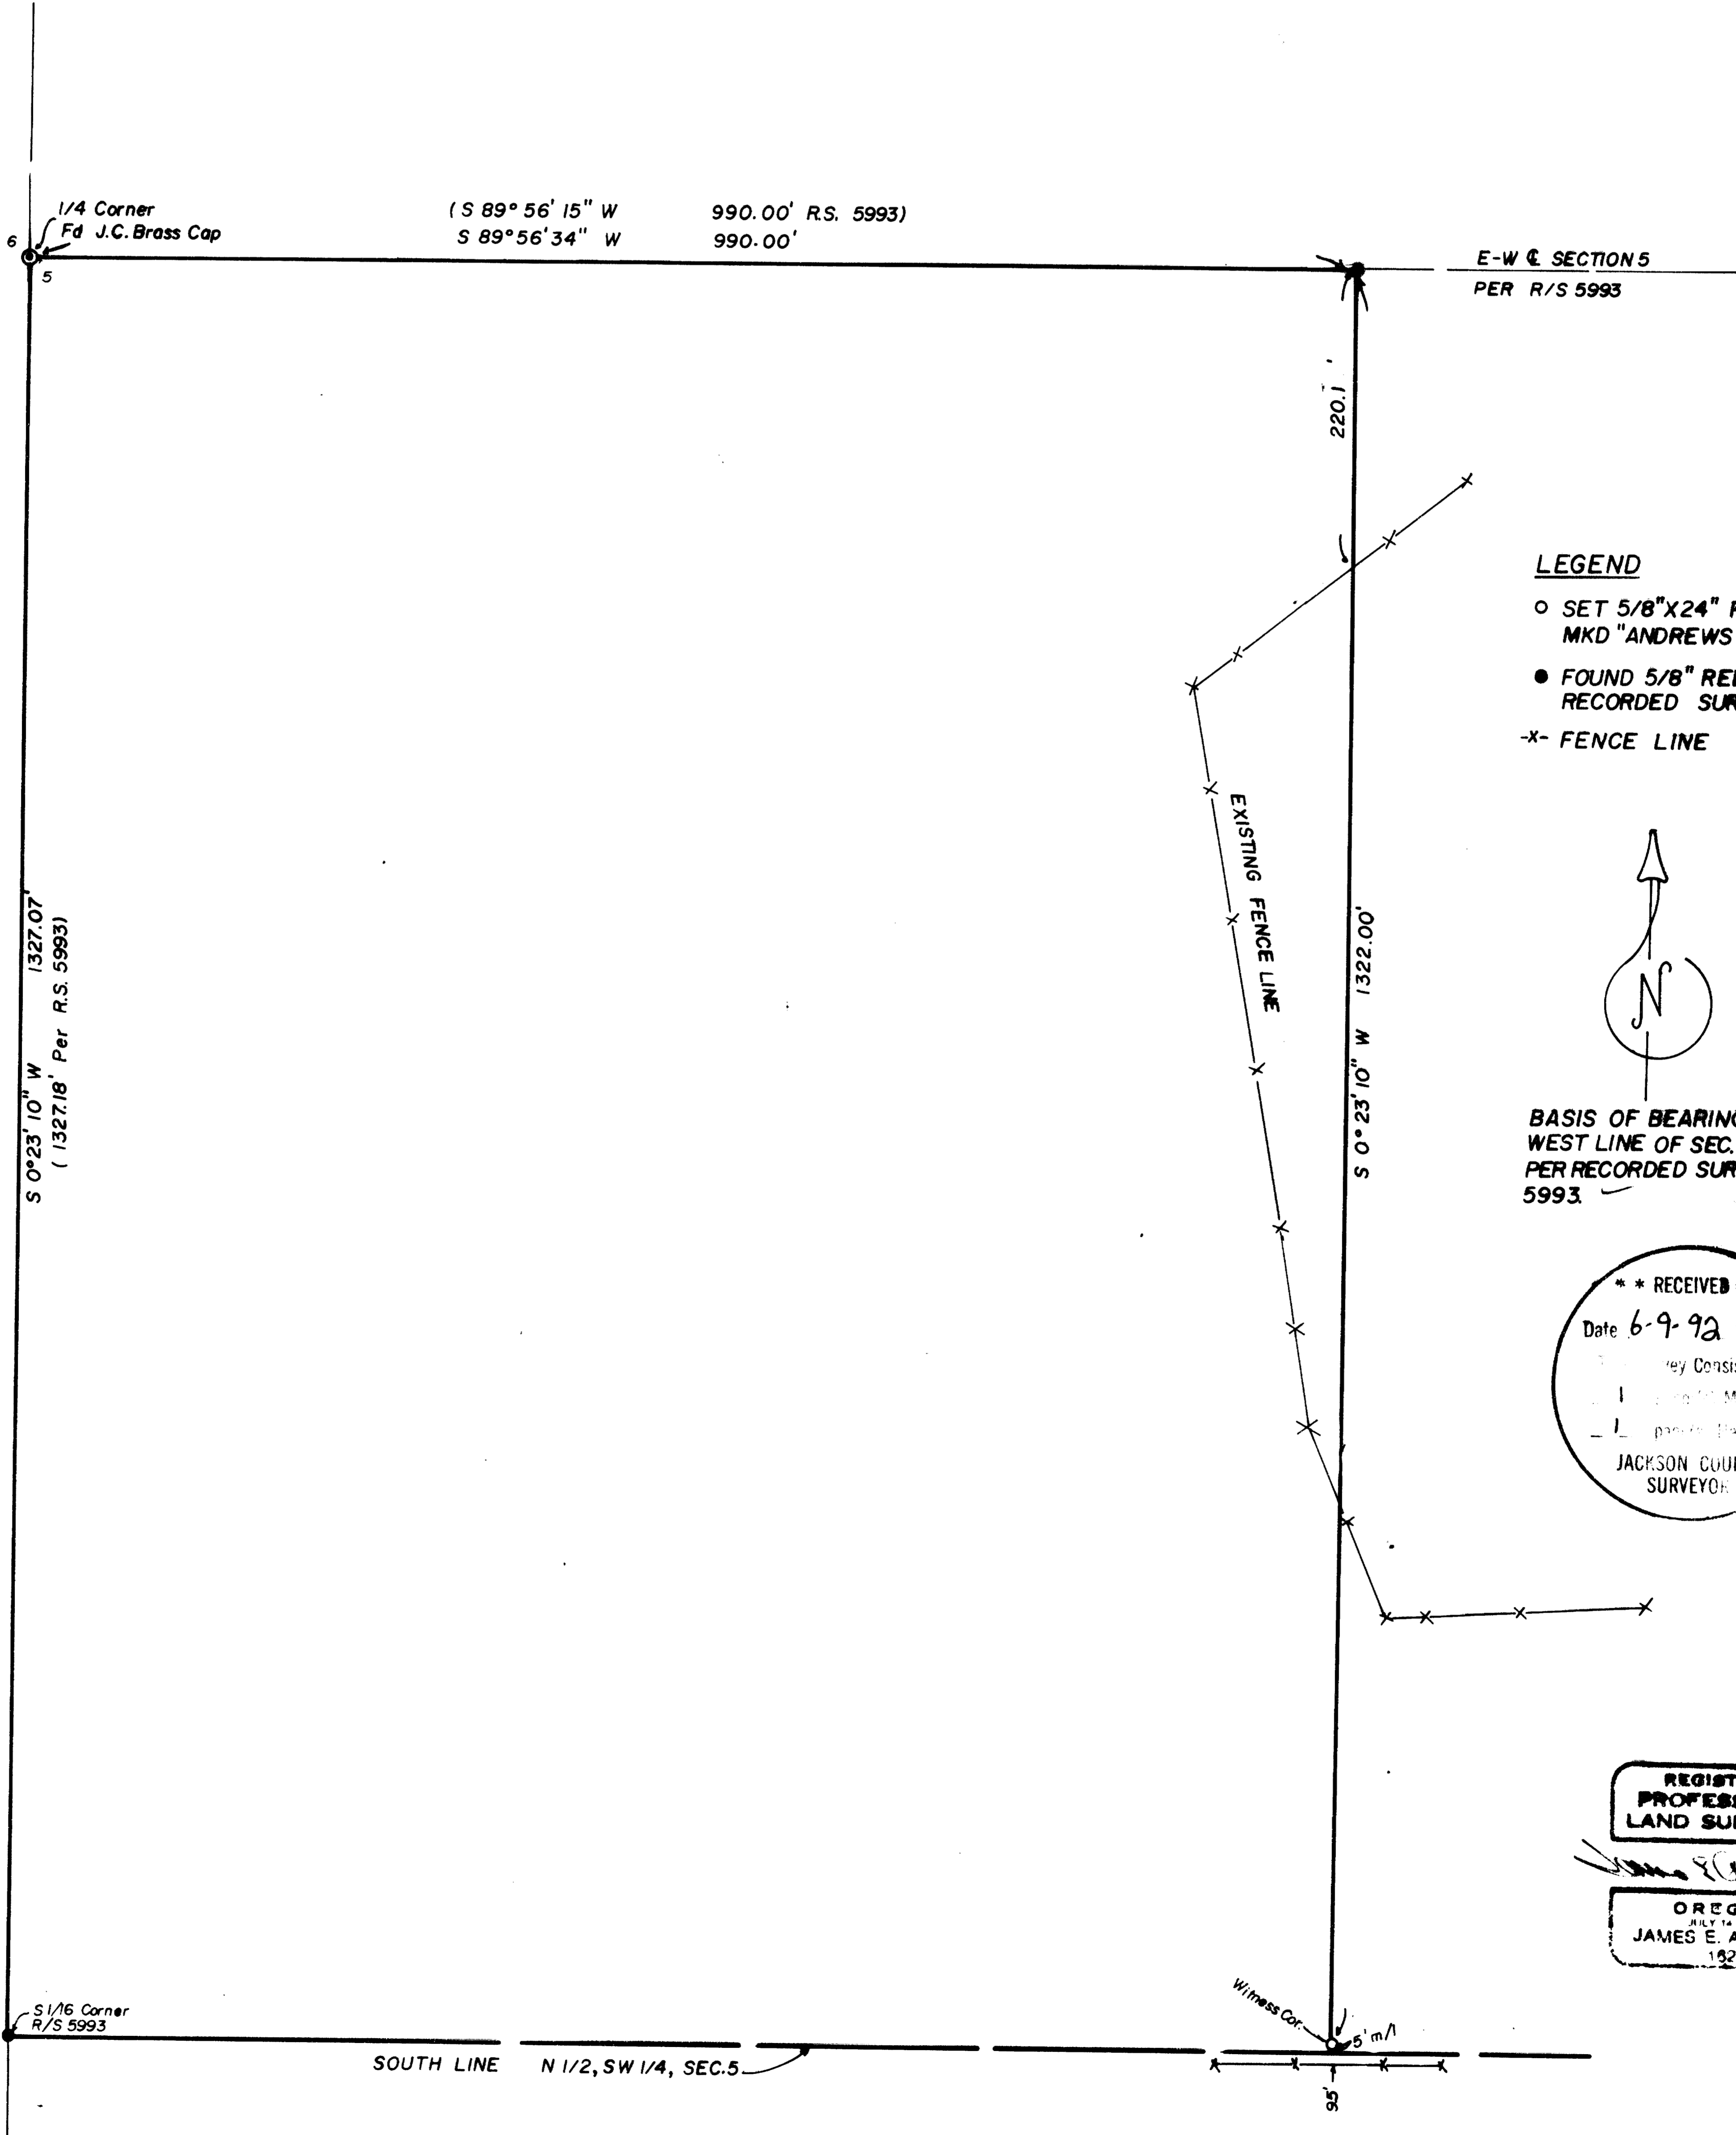 1/4 Corner
Fd J.C. Brass Cap
6
5
(S 89° 56' 15" W 990.00' R.S. 5993)
S 89° 56' 34" W 990.00'
E-W ℄ SECTION 5
PER R/S 5993
220.1'
LEGEND
○ SET 5/8"X24"
MKD "ANDREWS
● FOUND 5/8"
RECORDED
-x- FENCE LINE
EXISTING FENCE LINE
S 0° 23' 10" W 1327.07'
(1327.18' Per R.S. 5993)
S 0° 23' 10" W 1322.00'
N
BASIS OF BEARING
WEST LINE OF SEC.
PER RECORDED
5993.
* * RECEIVED
Date 6-9-92
JACKSON
SURVEYOR
LAND
JAMES E.
S 1/16 Corner
R/S 5993
Witness Cor.
5' m/l
SOUTH LINE N 1/2, SW 1/4, SEC. 5